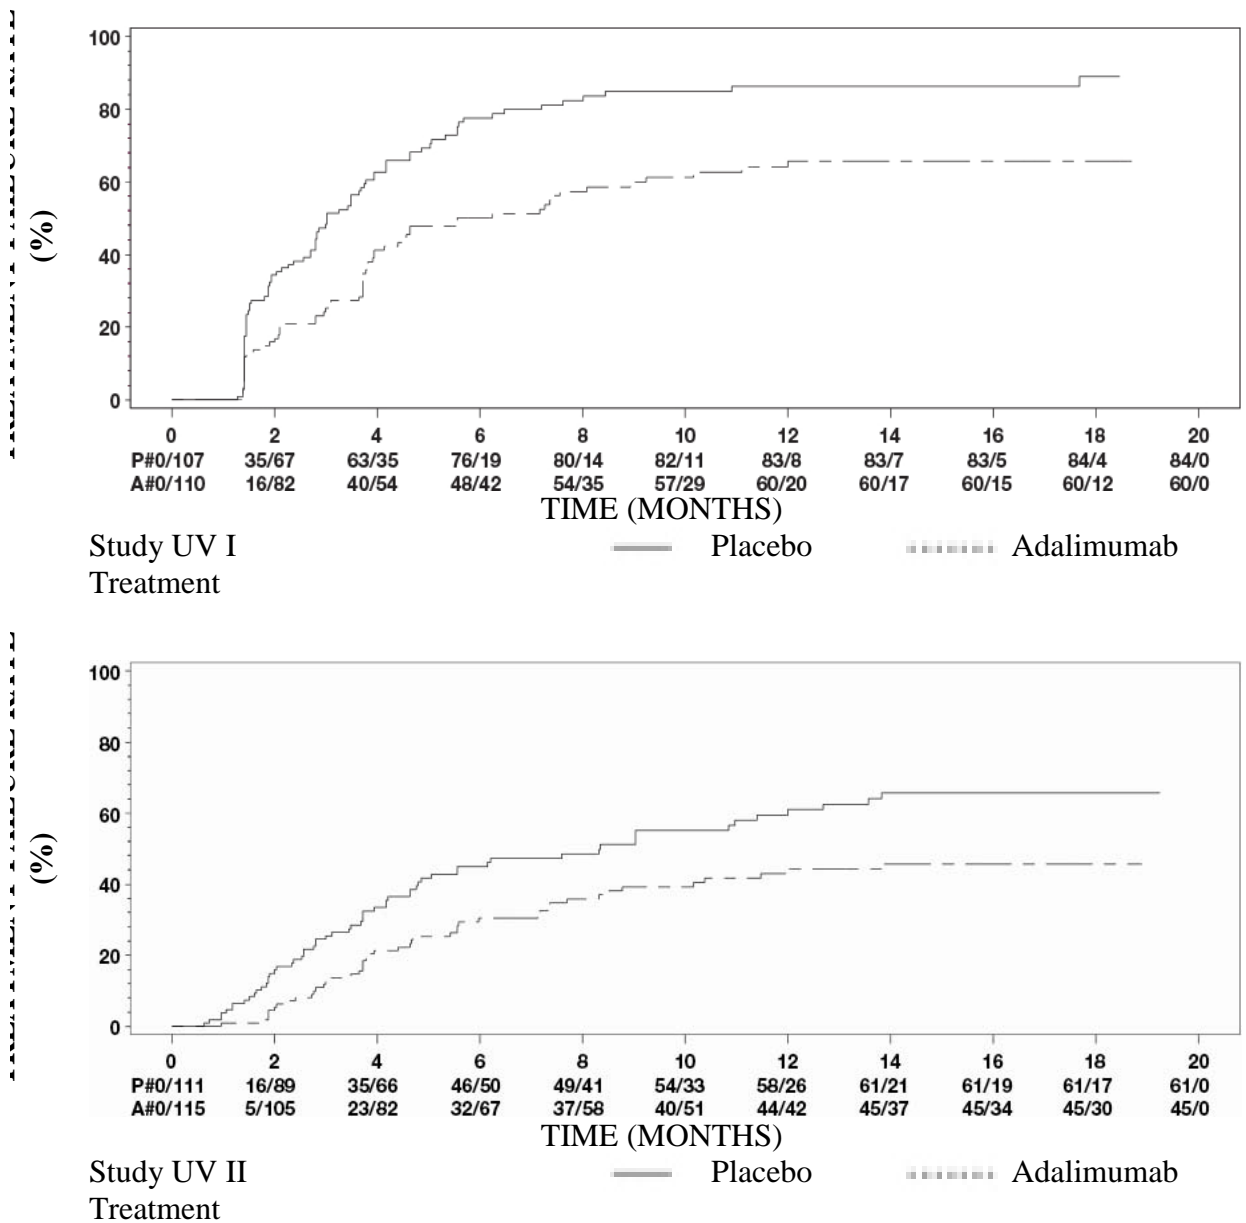 100
80
60
40
20
0
(%)
0 2 4 6 8 10 12 14 16 18 20
P#0/107 35/67 63/35 76/19 80/14 82/11 83/8 83/7 83/5 84/4 84/0
A#0/110 16/82 40/54 48/42 54/35 57/29 60/20 60/17 60/15 60/12 60/0
TIME (MONTHS)
Study UV I Placebo Adalimumab
Treatment
100
80
60
40
20
0
(%)
0 2 4 6 8 10 12 14 16 18 20
P#0/111 16/89 35/66 46/50 49/41 54/33 58/26 61/21 61/19 61/17 61/0
A#0/115 5/105 23/82 32/67 37/58 40/51 44/42 45/37 45/34 45/30 45/0
TIME (MONTHS)
Study UV II Placebo Adalimumab
Treatment